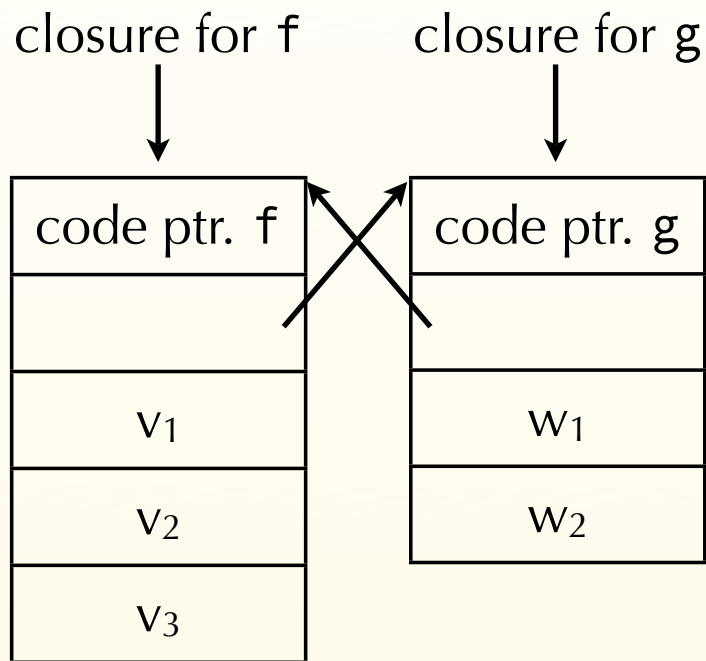 closure for f
closure for g
code ptr. f
code ptr. g
v1
w1
v2
w2
v3